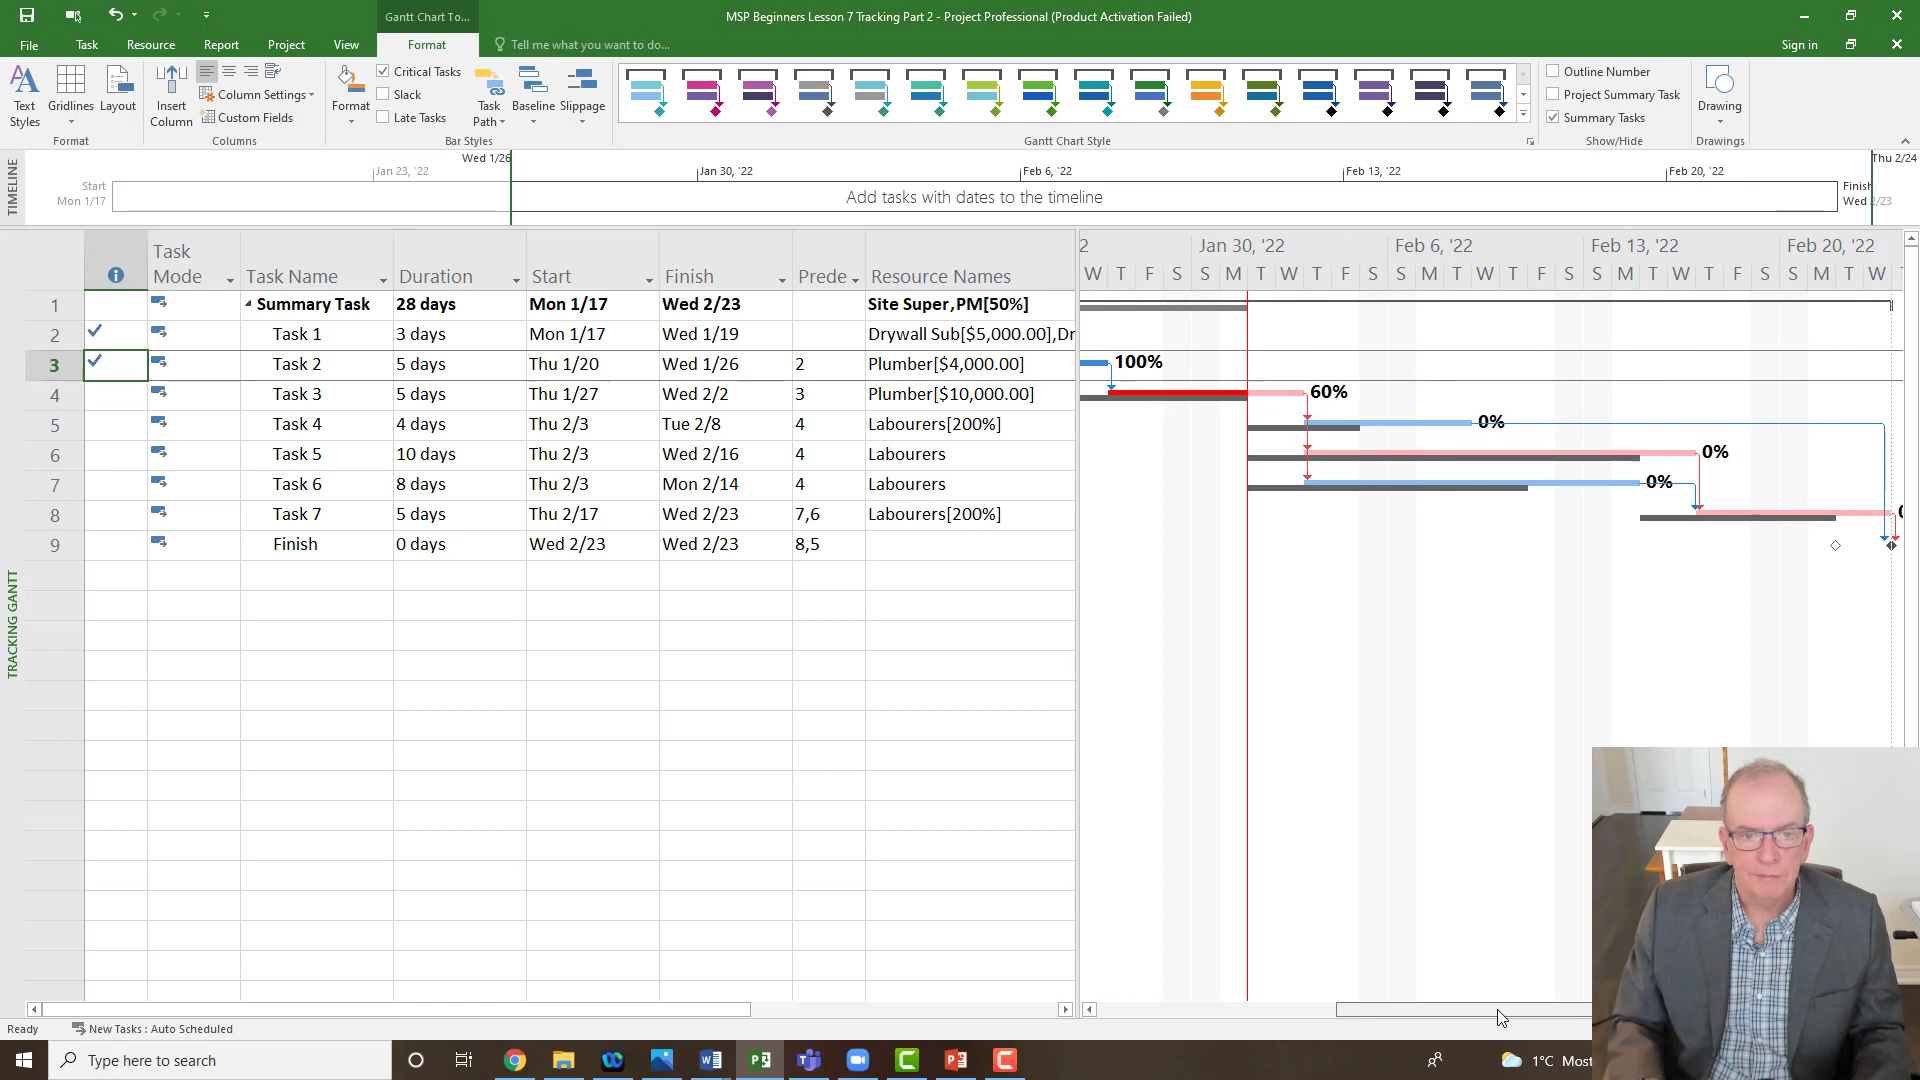 Gantt Chart To...
MSP Beginners Lesson 7 Tracking Part 2 - Project Professional (Product Activation Failed)
File Task Resource Report Project View Format Tell me what you want to do... Sign in
Text Styles
Gridlines
Layout
Format
Insert Column
Column Settings
Custom Fields
Columns
Format
Critical Tasks
Slack
Late Tasks
Task Path
Baseline
Slippage
Bar Styles
Gantt Chart Style
Outline Number
Project Summary Task
Summary Tasks
Show/Hide
Drawing
Drawings
TIMELINE
Wed 1/26
Thu 2/24
Jan 23, '22 Jan 30, '22 Feb 6, '22 Feb 13, '22 Feb 20, '22
Start
Mon 1/17
Add tasks with dates to the timeline
Finish
Wed 2/23
TRACKING GANTT
Task Mode Task Name Duration Start Finish Prede Resource Names
1 Summary Task 28 days Mon 1/17 Wed 2/23 Site Super,PM[50%]
2 Task 1 3 days Mon 1/17 Wed 1/19 Drywall Sub[$5,000.00],Dr
3 Task 2 5 days Thu 1/20 Wed 1/26 2 Plumber[$4,000.00]
4 Task 3 5 days Thu 1/27 Wed 2/2 3 Plumber[$10,000.00]
5 Task 4 4 days Thu 2/3 Tue 2/8 4 Labourers[200%]
6 Task 5 10 days Thu 2/3 Wed 2/16 4 Labourers
7 Task 6 8 days Thu 2/3 Mon 2/14 4 Labourers
8 Task 7 5 days Thu 2/17 Wed 2/23 7,6 Labourers[200%]
9 Finish 0 days Wed 2/23 Wed 2/23 8,5
2 Jan 30, '22 Feb 6, '22 Feb 13, '22 Feb 20, '22
W T F S S M T W T F S S M T W T F S S M T W T F S S M T W
100%
60%
0%
0%
0%
Ready New Tasks : Auto Scheduled
Type here to search
1°C